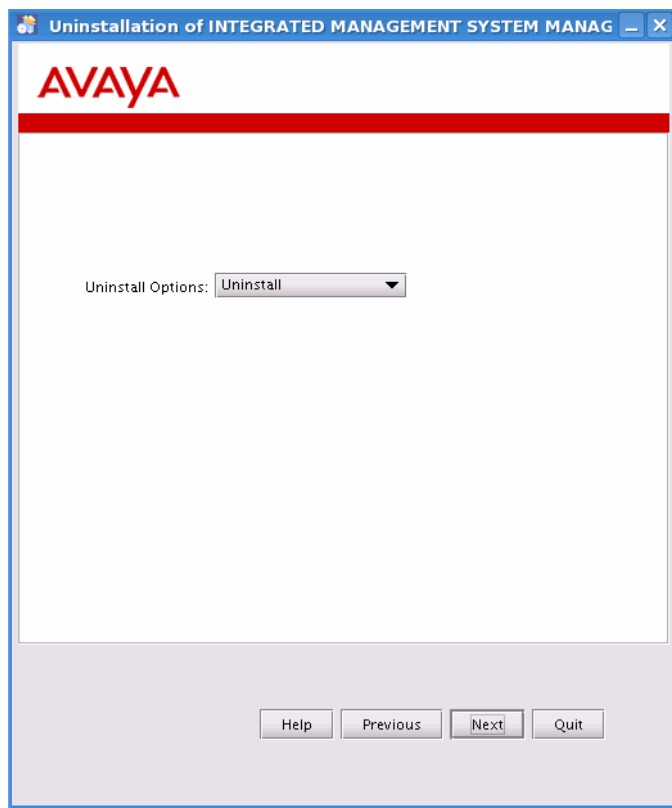 Uninstallation of INTEGRATED MANAGEMENT SYSTEM MANAG
AVAYA
Uninstall Options: Uninstall
Help Previous Next Quit